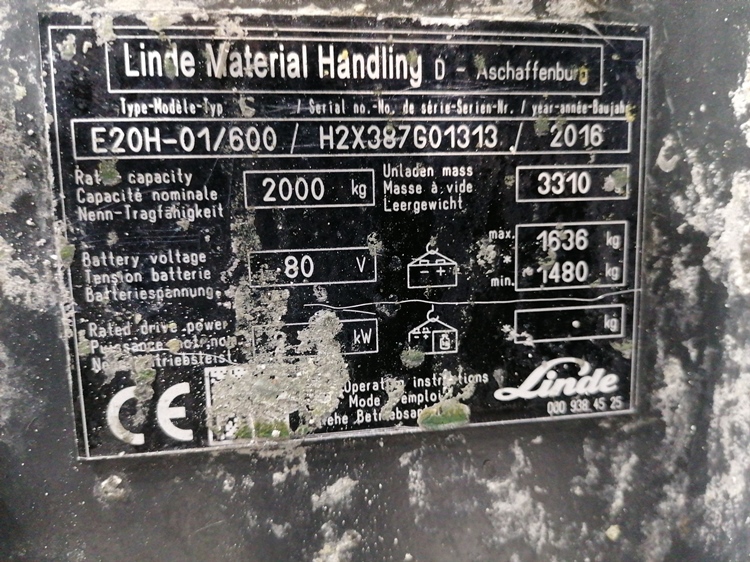 Linde Material Handling D - Aschaffenburg
Type-Modèle-Typ / Serial no.-No. de série-Serien-Nr. / year-année-Baujahr
E20H-01/600 / H2X387G01313 / 2016
Rated capacity
Capacité nominale
Nenn-Tragfähigkeit
2000 kg
Unladen mass
Masse à vide
Leergewicht
3310 kg
Battery voltage
Tension batterie
Batteriespannung
80 V
- +
max. 1636 kg
*
min. 1480 kg
Rated drive power
kW
- +
* - kg
CE
Operating instructions
Mode d'emploi
Linde
000 938 45 25